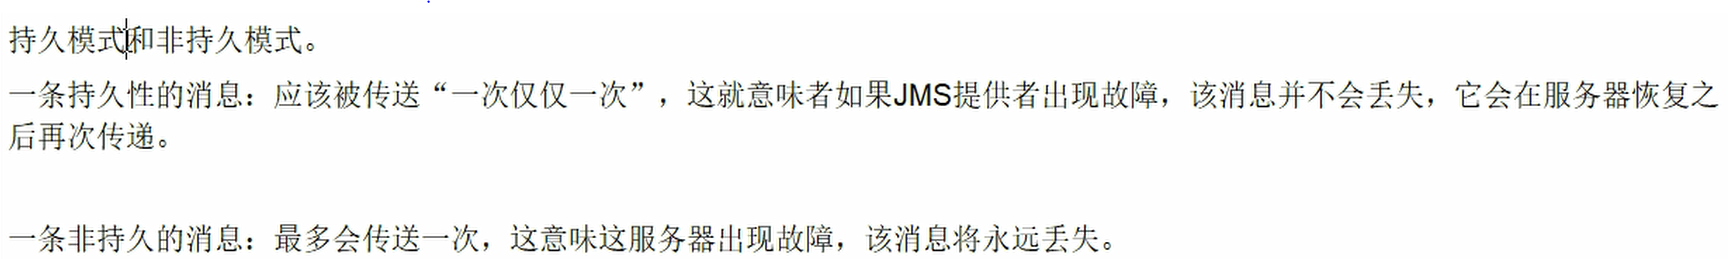 持久模式和非持久模式。
一条持久性的消息：应该被传送“一次仅仅一次”，这就意味者如果JMS提供者出现故障，该消息并不会丢失，它会在服务器恢复之
后再次传递。
一条非持久的消息：最多会传送一次，这意味这服务器出现故障，该消息将永远丢失。